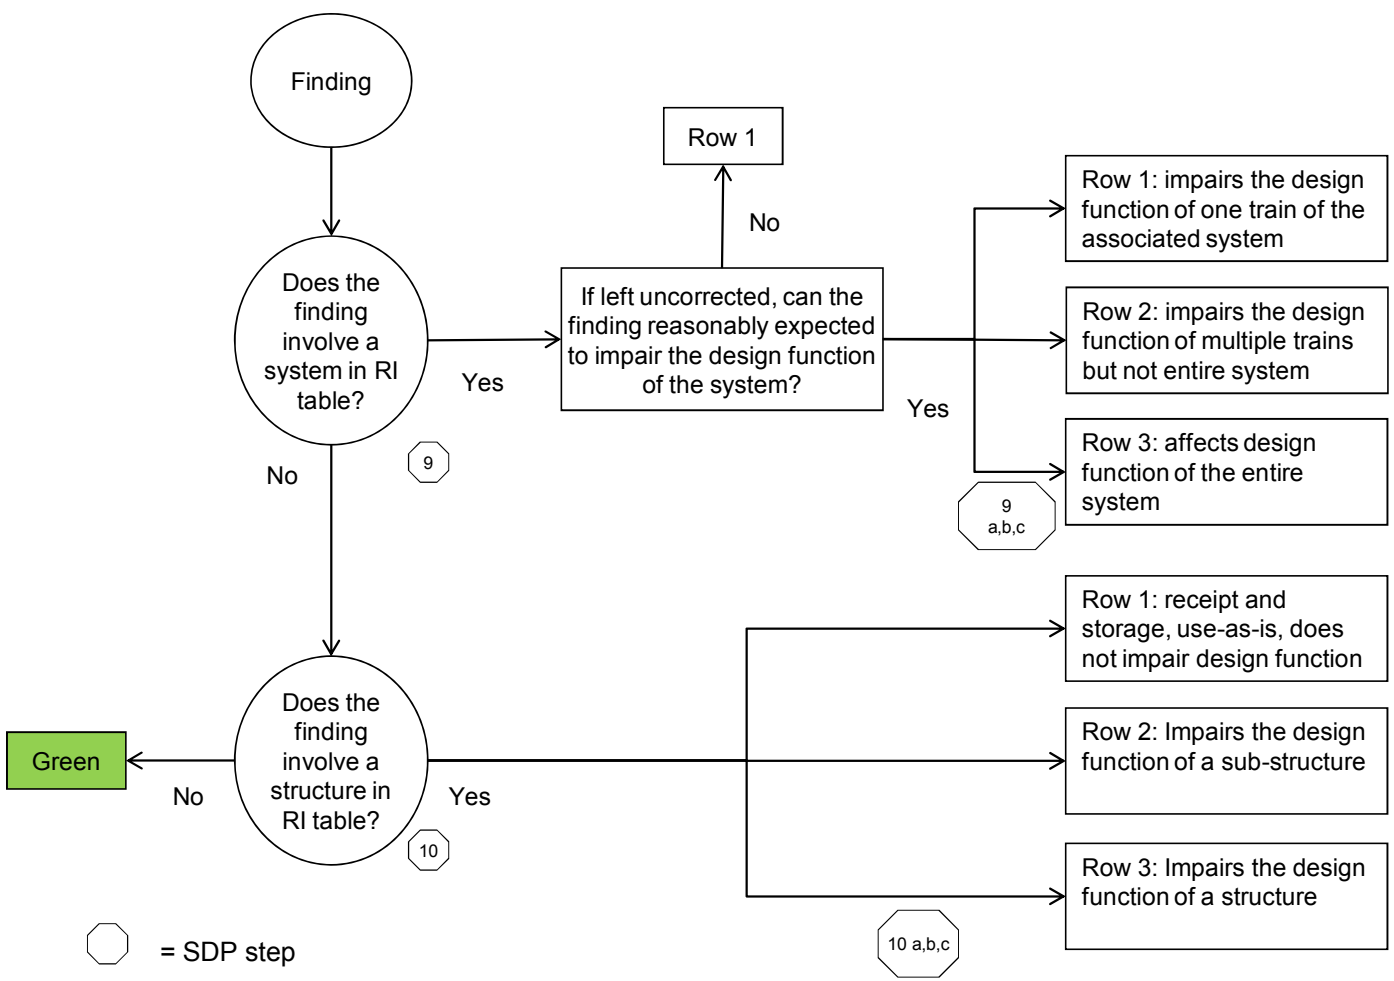 Finding
Row 1
No
Row 1: impairs the design
function of one train of the
associated system
Does the
finding
involve a
system in RI
table?
Yes
9
No
If left uncorrected, can the
finding reasonably expected
to impair the design function
of the system?
Yes
Row 2: impairs the design
function of multiple trains
but not entire system
Row 3: affects design
function of the entire
system
9
a,b,c
Does the
finding
involve a
structure in
RI table?
Green
No
Yes
10
Row 1: receipt and
storage, use-as-is, does
not impair design function
Row 2: Impairs the design
function of a sub-structure
Row 3: Impairs the design
function of a structure
10 a,b,c
= SDP step